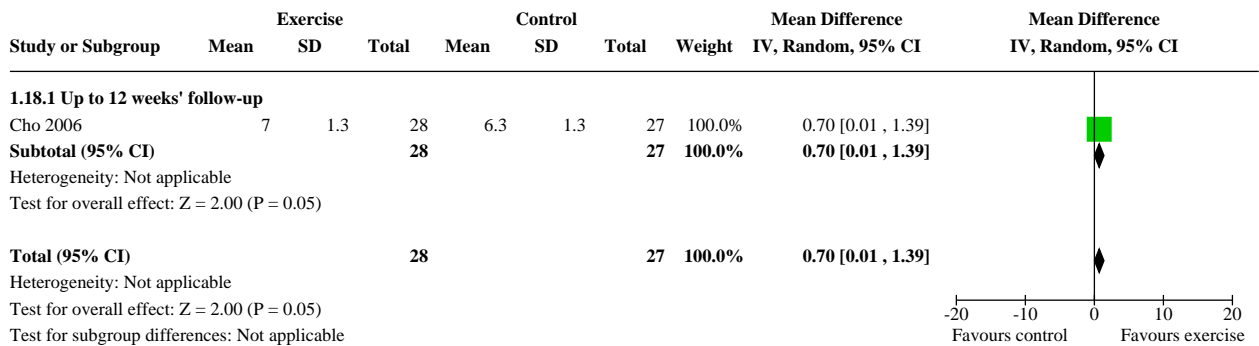 Exercise Control Mean Difference Mean Difference
Study or Subgroup Mean SD Total Mean SD Total Weight IV, Random, 95% CI IV, Random, 95% CI
1.18.1 Up to 12 weeks' follow-up
Cho 2006 7 1.3 28 6.3 1.3 27 100.0% 0.70 [0.01 , 1.39]
Subtotal (95% CI) 28 27 100.0% 0.70 [0.01 , 1.39]
Heterogeneity: Not applicable
Test for overall effect: Z = 2.00 (P = 0.05)
Total (95% CI) 28 27 100.0% 0.70 [0.01 , 1.39]
Heterogeneity: Not applicable
Test for overall effect: Z = 2.00 (P = 0.05)
-20 -10 0 10 20
Test for subgroup differences: Not applicable Favours control Favours exercise